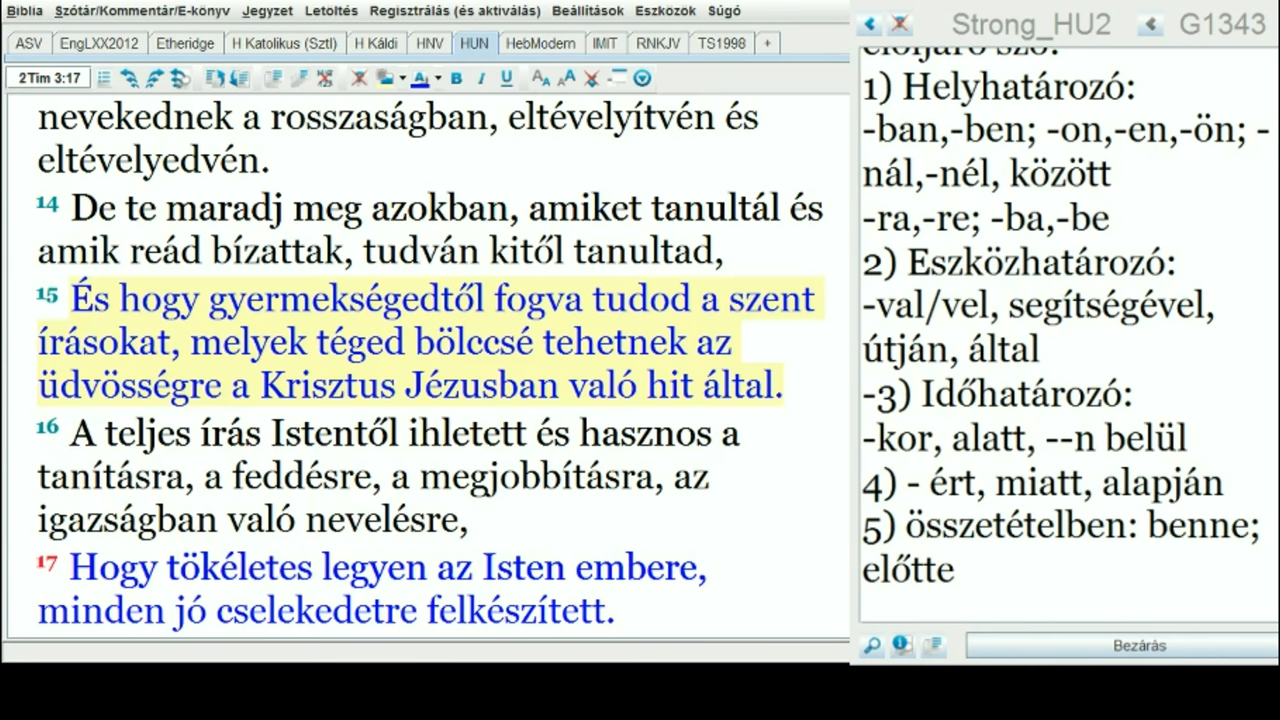 Biblia Szótár/Kommentár/E-könyv Jegyzet Letöltés Regisztrálás (és aktiválás) Beállítások Eszközök Súgó
ASV EngLXX2012 Etheridge H Katolikus (Sztl) H Káldi HNV HUN HebModern IMIT RNKJV TS1998 +
2Tim 3:17
nevekednek a rosszaságban, eltévelyítvén és
eltévelyedvén.
14 De te maradj meg azokban, amiket tanultál és
amik reád bízattak, tudván kitől tanultad,
15 És hogy gyermekségedtől fogva tudod a szent
írásokat, melyek téged bölccsé tehetnek az
üdvösségre a Krisztus Jézusban való hit által.
16 A teljes írás Istentől ihletett és hasznos a
tanításra, a feddésre, a megjobbításra, az
igazságban való nevelésre,
17 Hogy tökéletes legyen az Isten embere,
minden jó cselekedetre felkészített.
Strong_HU2 G1343
elöljáró szó:
1) Helyhatározó:
-ban,-ben; -on,-en,-ön; -
nál,-nél, között
-ra,-re; -ba,-be
2) Eszközhatározó:
-val/vel, segítségével,
útján, által
-3) Időhatározó:
-kor, alatt, --n belül
4) - ért, miatt, alapján
5) összetételben: benne;
előtte
Bezárás